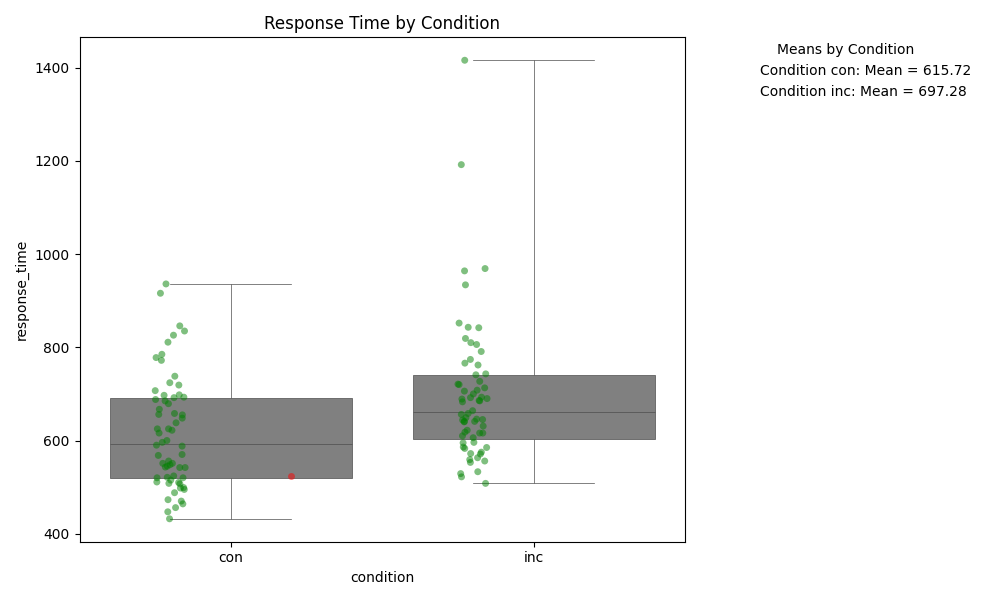 Response Time by Condition
Means by Condition
Condition con: Mean = 615.72
Condition inc: Mean = 697.28
1400
1200
1000
800
600
400
response_time
con
inc
condition